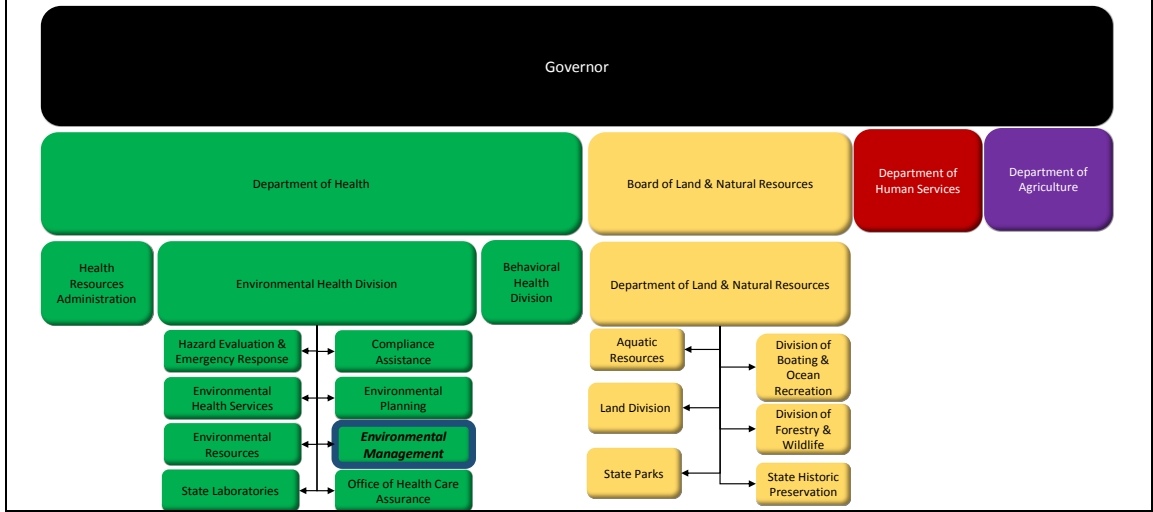 Governor
Department of Health
Board of Land & Natural Resources
Department of
Human Services
Department of
Agriculture
Health
Resources
Administration
Environmental Health Division
Behavioral
Health
Division
Department of Land & Natural Resources
Hazard Evaluation &
Emergency Response
Compliance
Assistance
Environmental
Health Services
Environmental
Planning
Environmental
Resources
Environmental
Management
State Laboratories
Office of Health Care
Assurance
Aquatic
Resources
Division of
Boating &
Ocean
Recreation
Land Division
Division of
Forestry &
Wildlife
State Parks
State Historic
Preservation